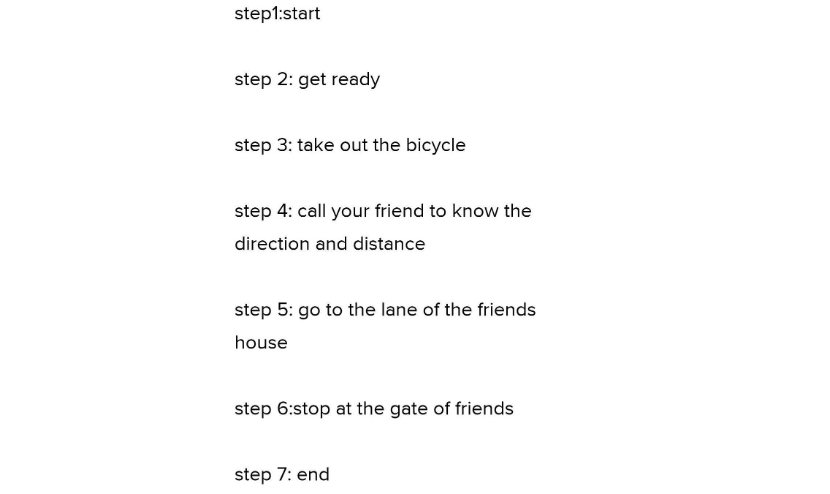 step1:start
step 2: get ready
step 3: take out the bicycle
step 4: call your friend to know the
direction and distance
step 5: go to the lane of the friends
house
step 6:stop at the gate of friends
step 7: end